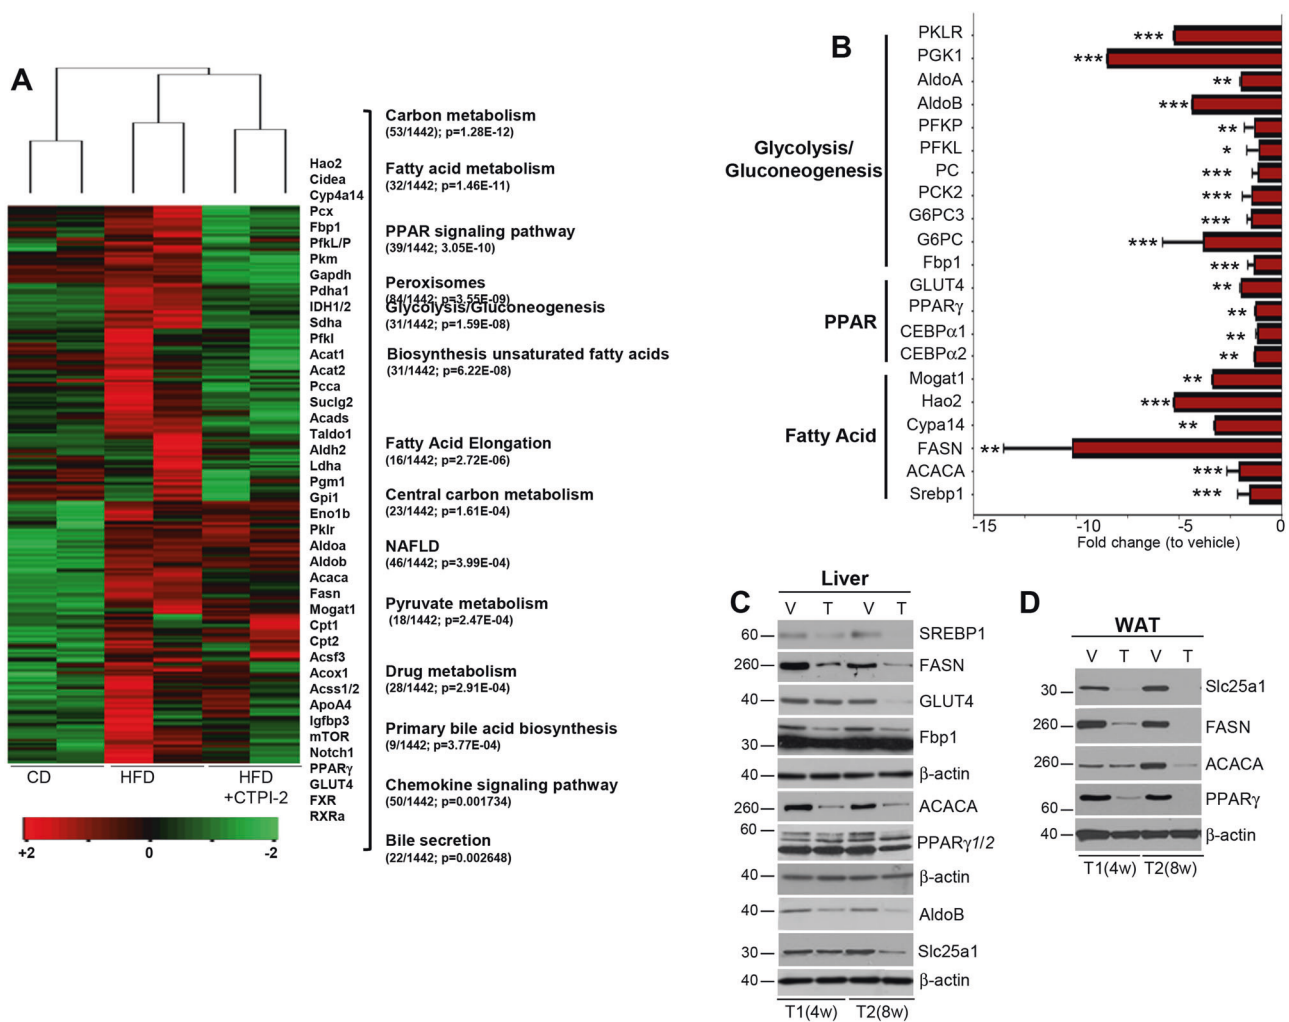 A
Hao2
Cidea
Cyp4a14
Pcx
Fbp1
PfkL/P
Pkm
Gapdh
Pdha1
IDH1/2
Sdha
Pfkl
Acat1
Acat2
Pcca
Suclg2
Acads
Taldo1
Aldh2
Ldha
Pgm1
Gpi1
Eno1b
Pklr
Aldoa
Aldob
Acaca
Fasn
Mogat1
Cpt1
Cpt2
Acsf3
Acox1
Acss1/2
ApoA4
Igfbp3
mTOR
Notch1
PPARγ
GLUT4
FXR
RXRa
CD
HFD
HFD
+CTPI-2
+2
0
-2
Carbon metabolism
(53/1442); p=1.28E-12)
Fatty acid metabolism
(32/1442; p=1.46E-11)
PPAR signaling pathway
(39/1442; 3.05E-10)
Peroxisomes
(84/1442; p=3.55E-09)
Glycolysis/Gluconeogenesis
(31/1442; p=1.59E-08)
Biosynthesis unsaturated fatty acids
(31/1442; p=6.22E-08)
Fatty Acid Elongation
(16/1442; p=2.72E-06)
Central carbon metabolism
(23/1442; p=1.61E-04)
NAFLD
(46/1442; p=3.99E-04)
Pyruvate metabolism
(18/1442; p=2.47E-04)
Drug metabolism
(28/1442; p=2.91E-04)
Primary bile acid biosynthesis
(9/1442; p=3.77E-04)
Chemokine signaling pathway
(50/1442; p=0.001734)
Bile secretion
(22/1442; p=0.002648)
B
Glycolysis/
Gluconeogenesis
PPAR
Fatty Acid
PKLR ***
PGK1 ***
AldoA **
AldoB ***
PFKP **
PFKL *
PC ***
PCK2 ***
G6PC3 ***
G6PC ***
Fbp1 ***
GLUT4 **
PPARγ **
CEBPα1 **
CEBPα2 **
Mogat1 **
Hao2 ***
Cypa14 **
FASN **
ACACA ***
Srebp1 ***
-15 -10 -5 0
Fold change (to vehicle)
C
Liver
V T V T
60 SREBP1
260 FASN
40 GLUT4
30 Fbp1
40 β-actin
260 ACACA
60 PPARγ1/2
40 β-actin
40 AldoB
30 Slc25a1
40 β-actin
T1(4w) T2(8w)
D
WAT
V T V T
30 Slc25a1
260 FASN
260 ACACA
60 PPARγ
40 β-actin
T1(4w) T2(8w)